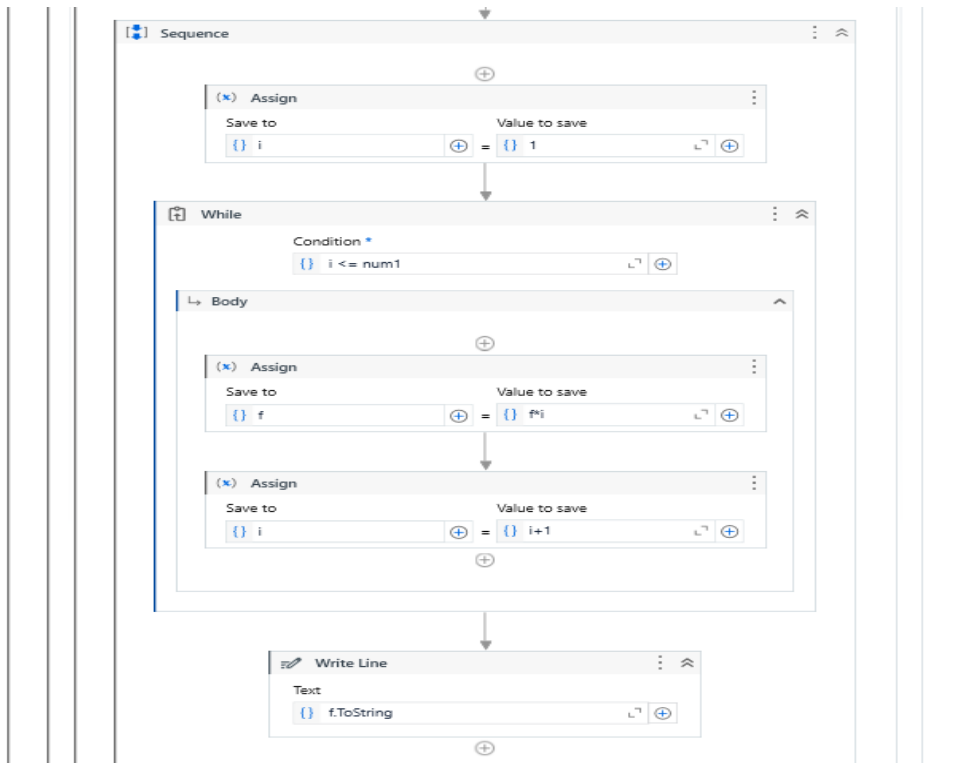 Sequence
(x) Assign
Save to Value to save
{} i = {} 1
While
Condition *
{} i <= num1
Body
(x) Assign
Save to Value to save
{} f = {} f*i
(x) Assign
Save to Value to save
{} i = {} i+1
Write Line
Text
{} f.ToString